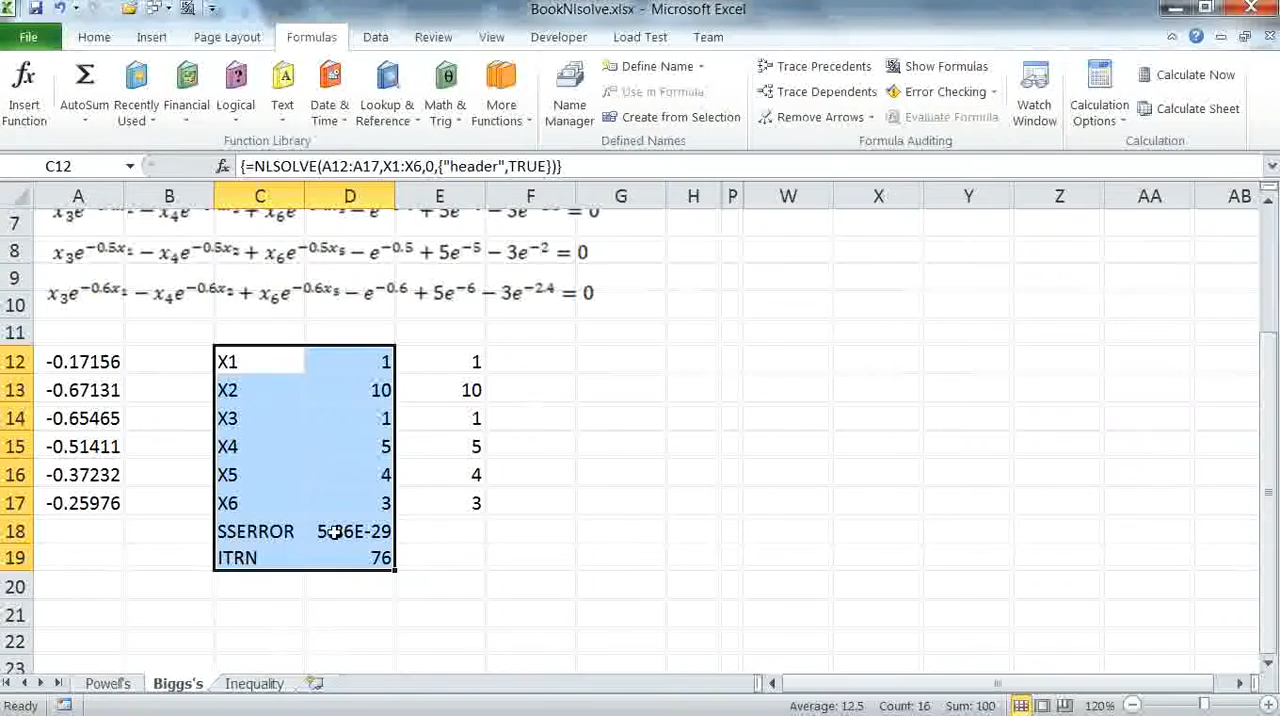 BookNlsolve.xlsx - Microsoft Excel
File Home Insert Page Layout Formulas Data Review View Developer Load Test Team
Insert Function
AutoSum
Recently Used
Financial
Logical
Text
Date & Time
Lookup & Reference
Math & Trig
More Functions
Function Library
Name Manager
Define Name
Use in Formula
Create from Selection
Defined Names
Trace Precedents
Trace Dependents
Remove Arrows
Show Formulas
Error Checking
Evaluate Formula
Formula Auditing
Watch Window
Calculation Options
Calculate Now
Calculate Sheet
Calculation
C12 fx {=NLSOLVE(A12:A17,X1:X6,0,{"header",TRUE})}
A B C D E F G H P W X Y Z AA AB
7
8 x₃e^−0.5x₁ − x₄e^−0.5x₂ + x₆e^−0.5x₅ − e^−0.5 + 5e^−5 − 3e^−2 = 0
9
10 x₃e^−0.6x₁ − x₄e^−0.6x₂ + x₆e^−0.6x₅ − e^−0.6 + 5e^−6 − 3e^−2.4 = 0
11
12 -0.17156 X1 1 1
13 -0.67131 X2 10 10
14 -0.65465 X3 1 1
15 -0.51411 X4 5 5
16 -0.37232 X5 4 4
17 -0.25976 X6 3 3
18 SSERROR
19 ITRN 76
20
21
22
23
Powell's Biggs's Inequality
Ready Average: 12.5 Count: 16 Sum: 100 120%